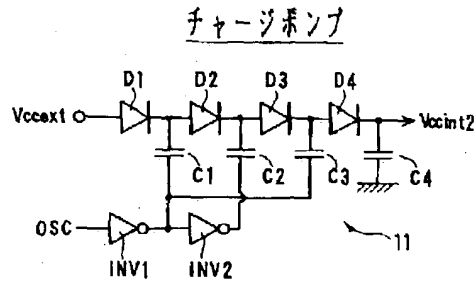 チャージポンプ
D1 D2 D3 D4
Vccext Vccint2
C1 C2 C3 C4
OSC
INV1 INV2 11